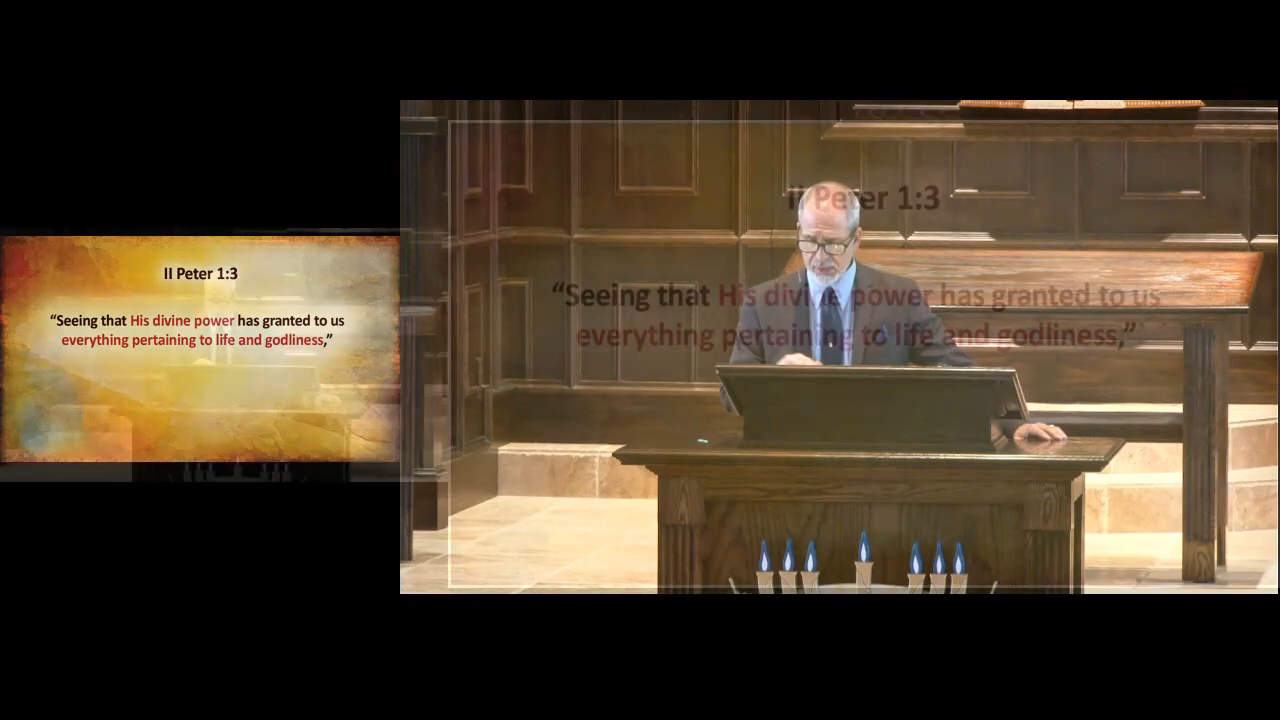 II Peter 1:3
“Seeing that His divine power has granted to us
everything pertaining to life and godliness,”
II Peter 1:3
“Seeing that His divine power has granted to us
everything pertaining to life and godliness,”